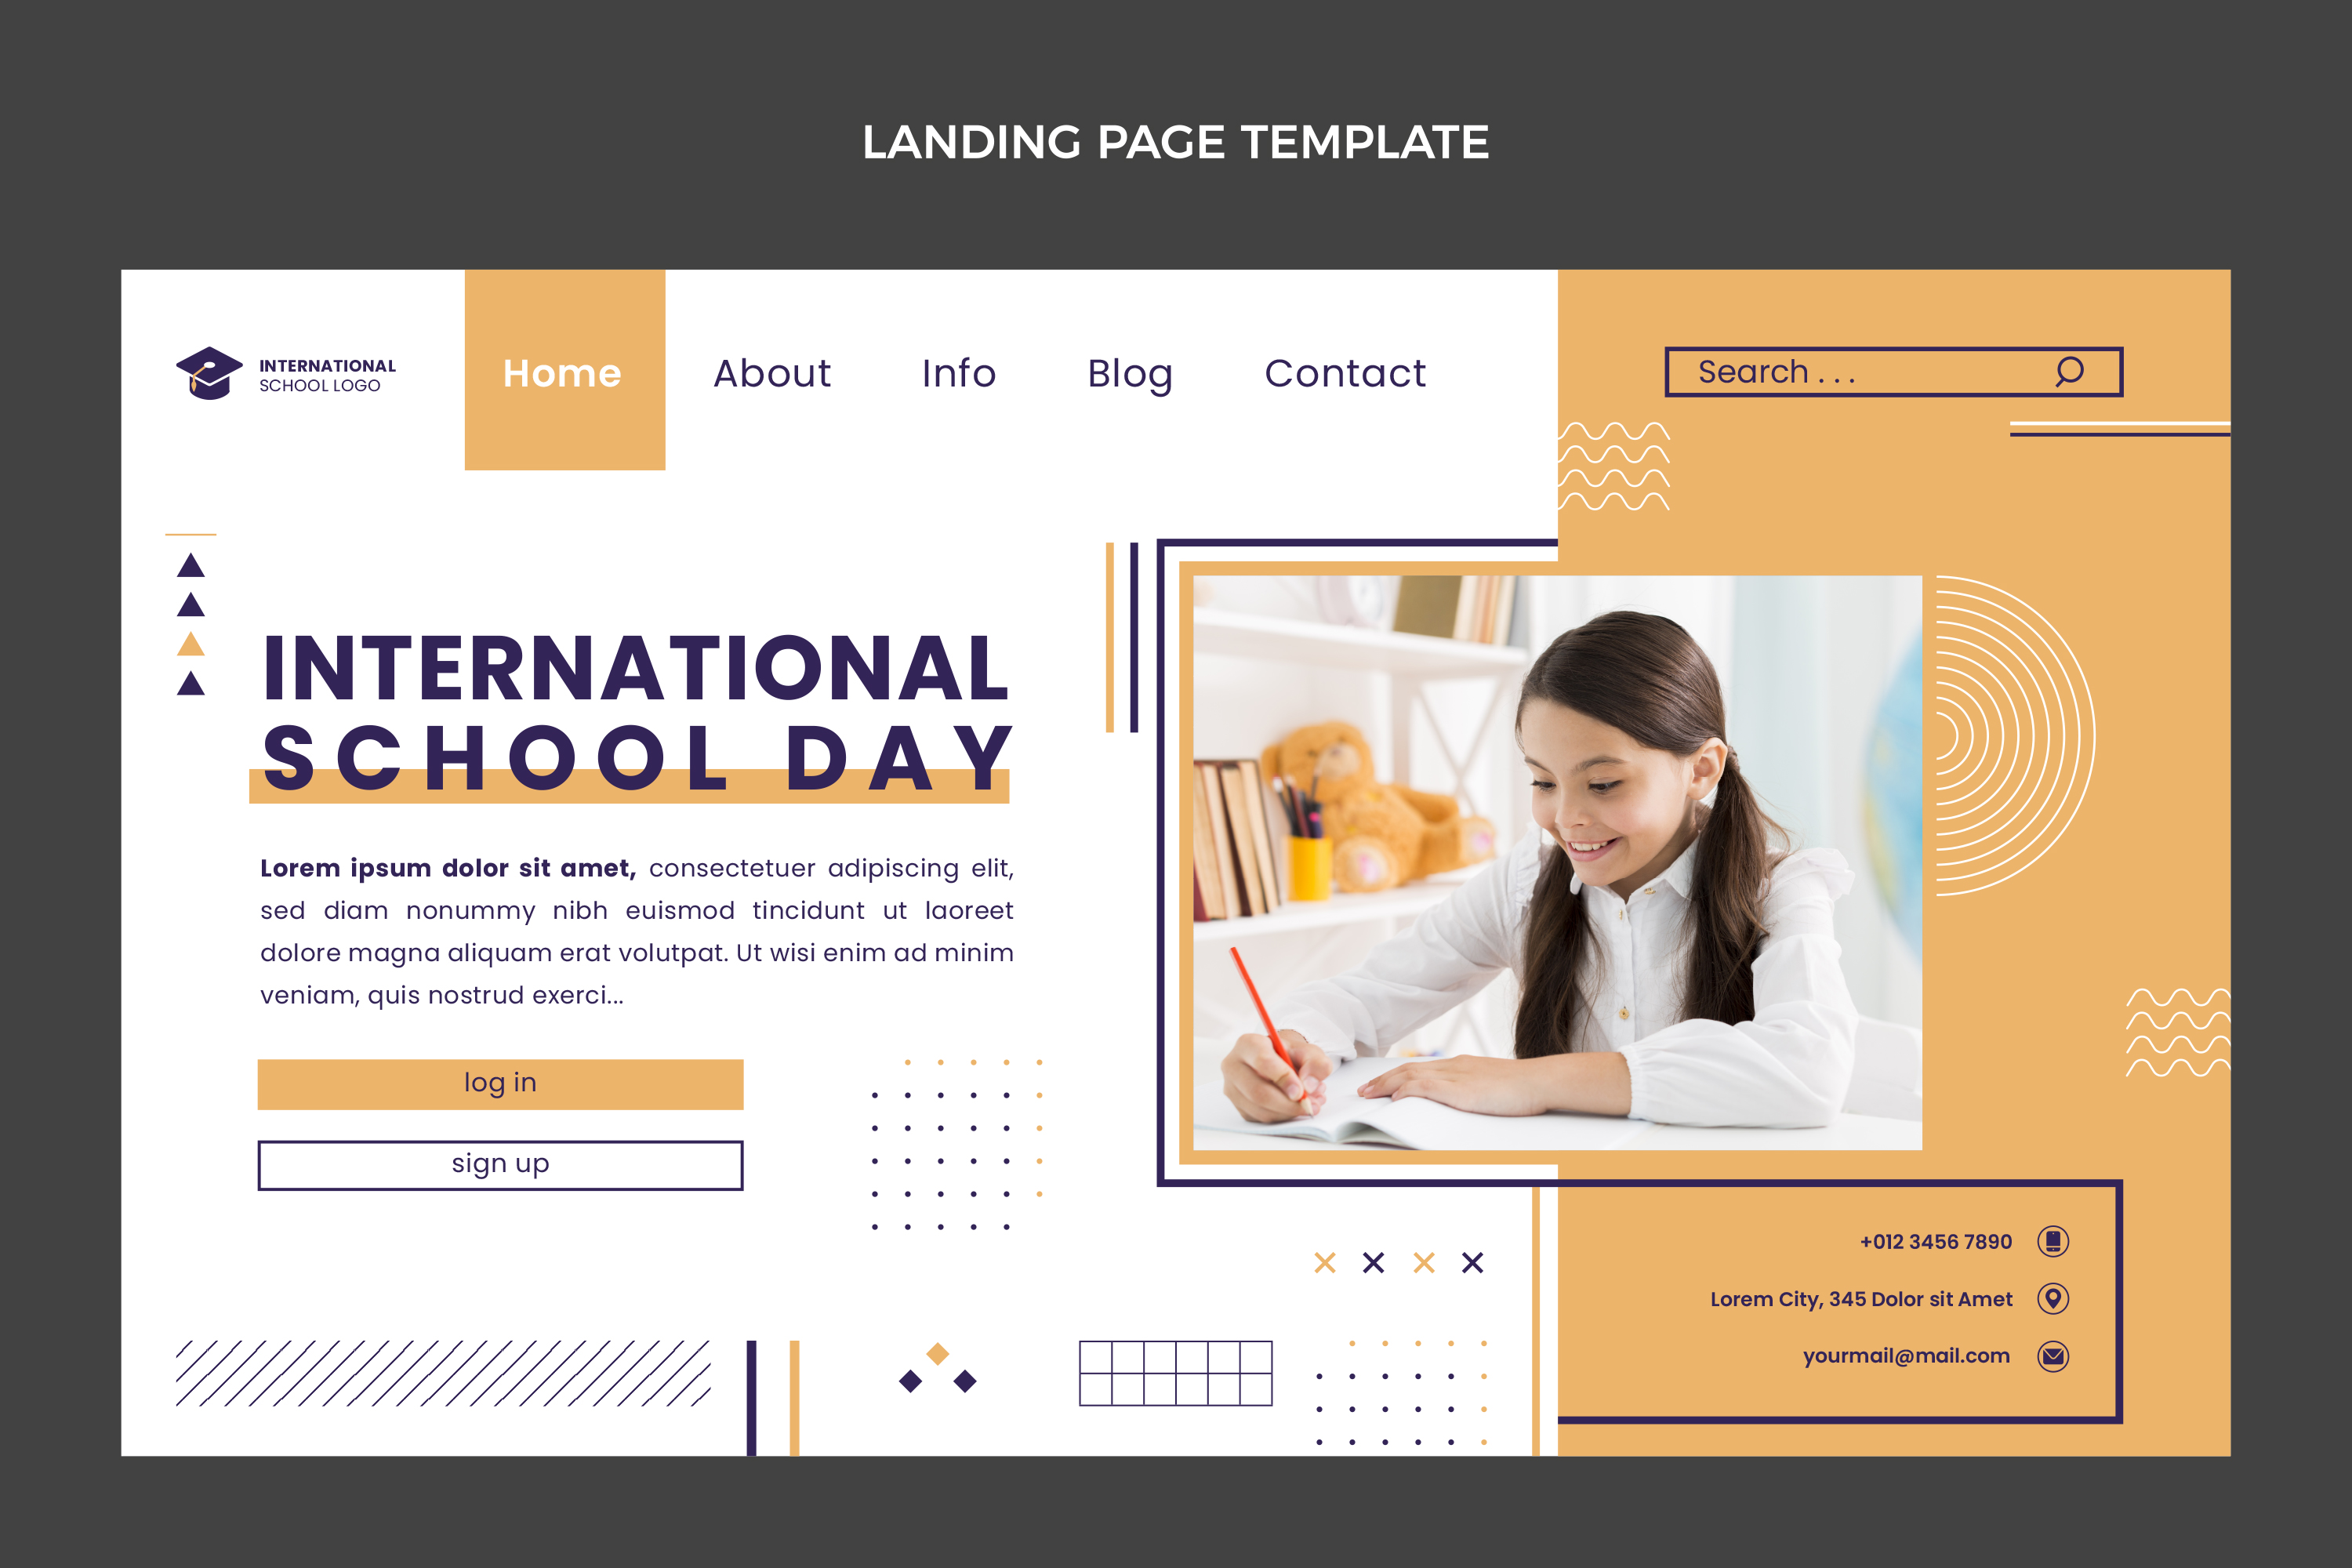 LANDING PAGE TEMPLATE
INTERNATIONAL
SCHOOL LOGO
Home
About
Info
Blog
Contact
Search . . .
INTERNATIONAL
SCHOOL DAY
Lorem ipsum dolor sit amet, consectetuer adipiscing elit,
sed diam nonummy nibh euismod tincidunt ut laoreet
dolore magna aliquam erat volutpat. Ut wisi enim ad minim
veniam, quis nostrud exerci...
log in
sign up
+012 3456 7890
Lorem City, 345 Dolor sit Amet
yourmail@mail.com